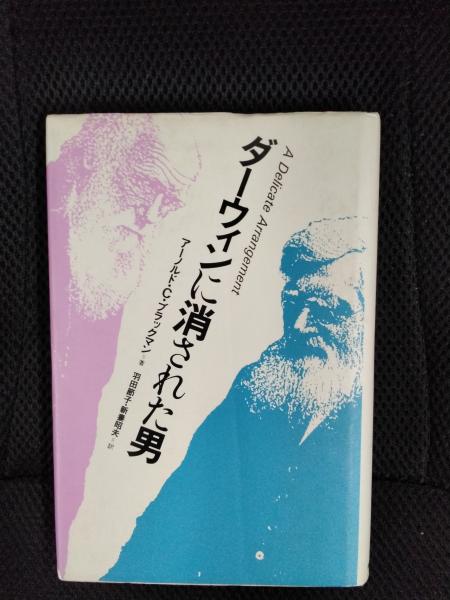 A Delicate Arrangement
ダーウィンに消された男
アーノルド・C・ブラックマン=著
羽田節子・新妻昭夫=訳